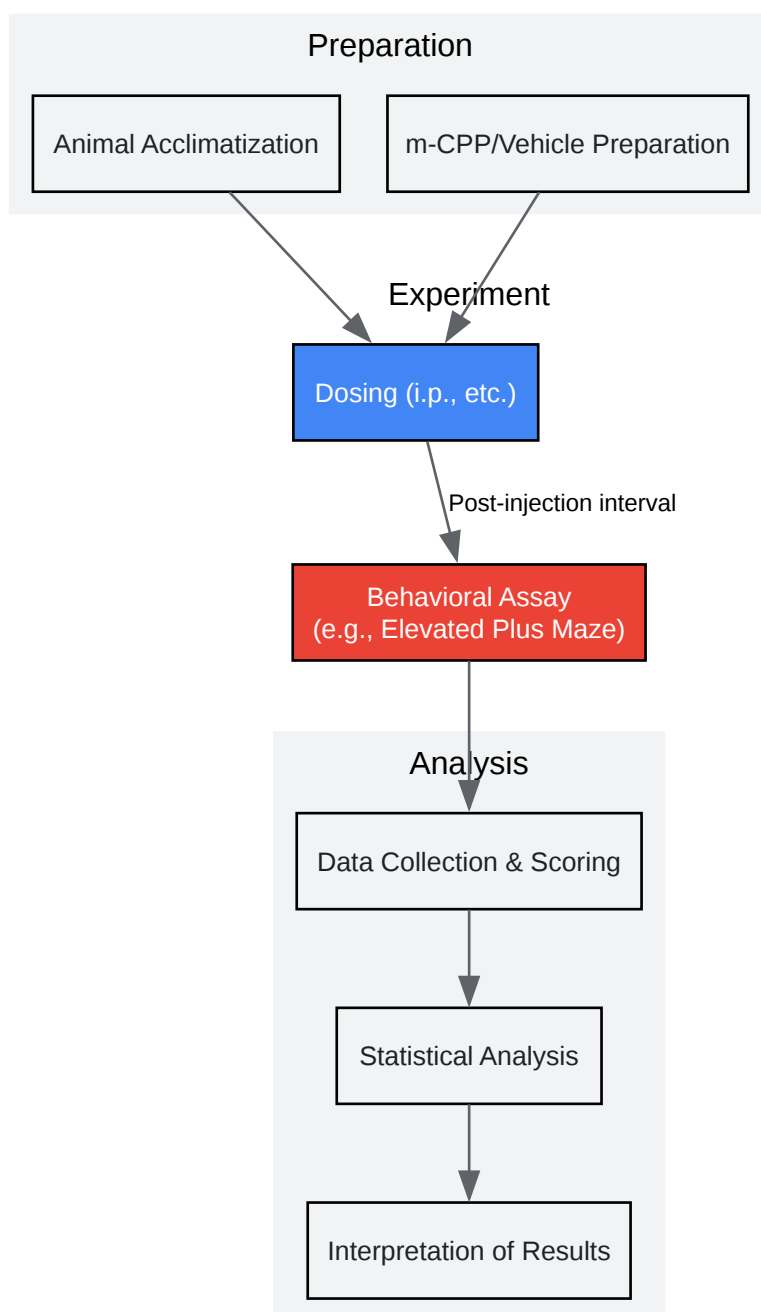 Preparation
Animal Acclimatization
m-CPP/Vehicle Preparation
Experiment
Dosing (i.p., etc.)
Post-injection interval
Behavioral Assay
(e.g., Elevated Plus Maze)
Analysis
Data Collection & Scoring
Statistical Analysis
Interpretation of Results